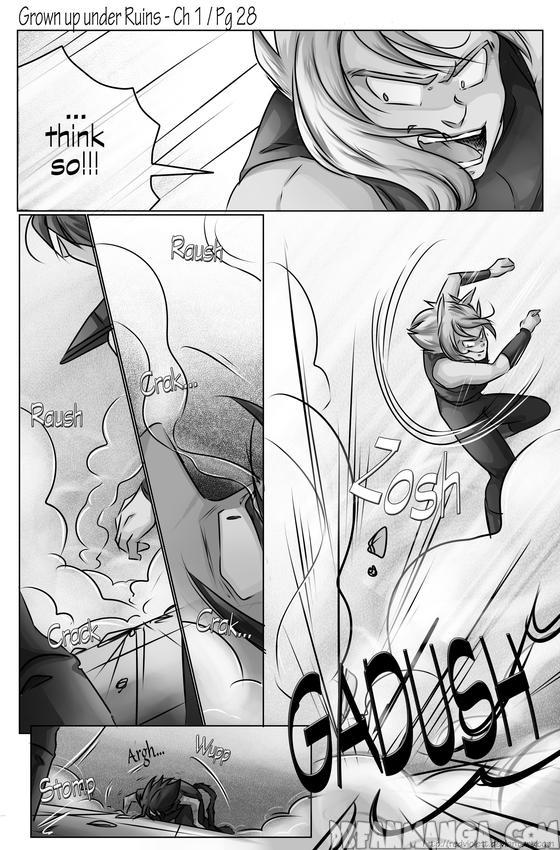 Grown up under Ruins - Ch 1 / Pg 28
...
think
so!!!
Raush
Crak...
Raush
Crack
Crak...
Zosh
GADUSH
Argh...
Wupp
Stomp
DBFANMANGA.COM